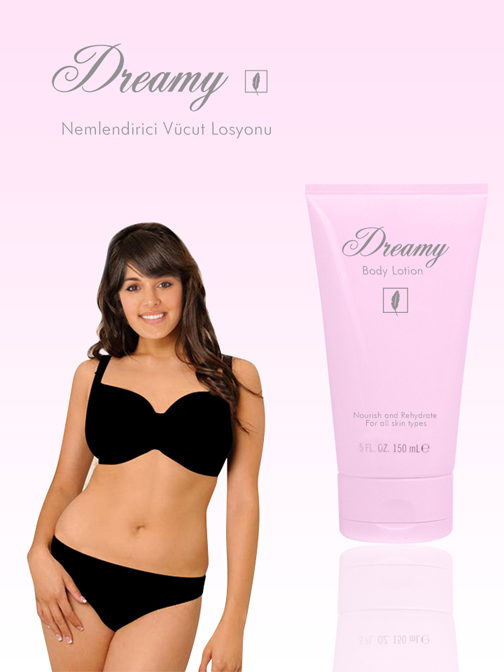 Dreamy
Nemlendirici Vücut Losyonu
Dreamy
Body Lotion
Nourish and Rehydrate
For all skin types
5 FL. OZ. 150 mL e